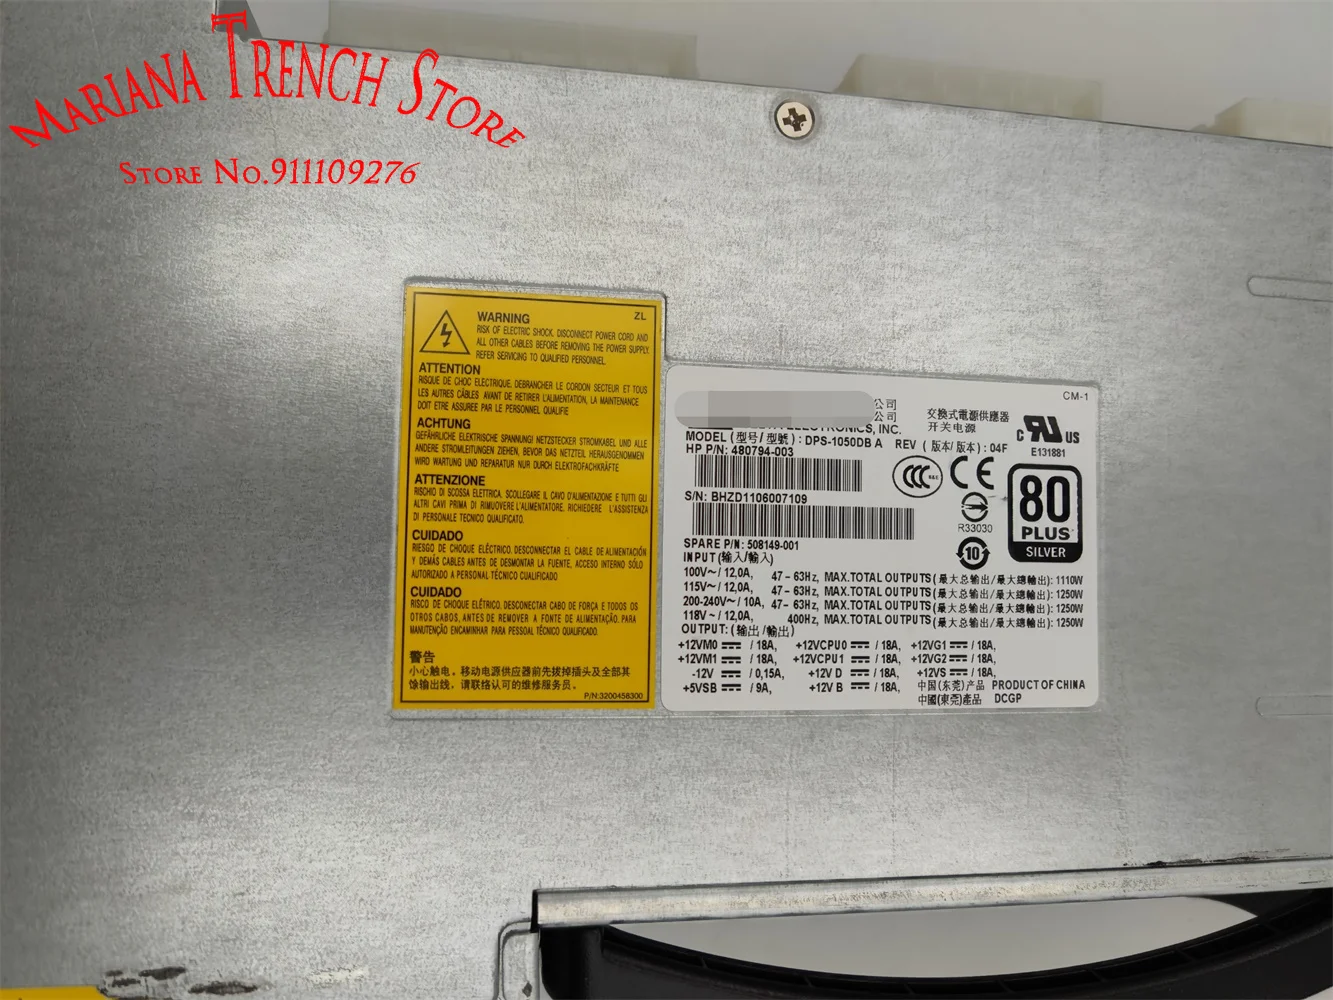 MARIANA TRENCH STORE
STORE NO.911109276
WARNING
ZL
RISK OF ELECTRIC SHOCK. DISCONNECT POWER CORD AND
ALL OTHER CABLES BEFORE REMOVING THE POWER SUPPLY.
REFER SERVICING TO QUALIFIED PERSONNEL.
ATTENTION
RISQUE DE CHOC ELECTRIQUE. DEBRANCHER LE CORDON SECTEUR ET TOUS
LES AUTRES CÂBLES AVANT DE RETIRER L'ALIMENTATION, LA MAINTENANCE
DOIT ETRE ASSUREE PAR LE PERSONNEL QUALIFIE
ACHTUNG
GEFÄHRLICHE ELEKTRISCHE SPANNUNG! NETZSTECKER STROMKABEL UND ALLE
ANDERE STROMLEITUNGEN ZIEHEN, BEVOR DAS NETZTEIL HERAUSGENOMMEN
WIRD WARTUNG UND REPARATUR NUR DURCH ELEKTROFACHKRÄFTE
ATTENZIONE
RISCHIO DI SCOSSA ELETTRICA. SCOLLEGARE IL CAVO D'ALIMENTAZIONE E TUTTI GLI
ALTRI CAVI PRIMA DI RIMUOVERE L'ALIMENTATORE. RICHIEDERE L'ASSISTENZA
DI PERSONALE TECNICO QUALIFICATO.
CUIDADO
RIESGO DE CHOQUE ELÉCTRICO. DESCONNECTAR EL CABLE DE ALIMENTACIÓN
Y DEMÁS CABLES ANTES DE DESMONTAR LA FUENTE, ACCESO INTERNO SÓLO
AUTORIZADO A PERSONAL TÉCNICO CUALIFICADO
CUIDADO
RISCO DE CHOQUE ELÉTRICO. DESCONECTAR CABO DE FORÇA E TODOS OS
OTROS CABOS, ANTES DE REMOVER A FONTE DE ALIMENTAÇÃO. PARA
MANUTENÇÃO ENCAMINHAR PARA PESSOAL TÉCNICO QUALIFICADO.
警告
小心触电，移动电源供应器前先拔掉插头及全部其
馀输出线，请联络认可的维修服务员。
P/N:3200458300
CM-1
公司
公司
ELECTRONICS, INC.
交換式電源供應器
开关电源
MODEL (型号/型號) : DPS-1050DB A REV (版本/版本) : 04F
HP P/N: 480794-003
S/N: BHZD1106007109
SPARE P/N: 508149-001
c UR us
E131881
CCC S&E
CE
R33030
10
80
PLUS
SILVER
INPUT (输入/輸入)
100V~/ 12,0A, 47-63Hz, MAX.TOTAL OUTPUTS (最大总输出/最大總輸出): 1110W
115V~/ 12,0A, 47-63Hz, MAX.TOTAL OUTPUTS (最大总输出/最大總輸出): 1250W
200-240V~/ 10A, 47-63Hz, MAX.TOTAL OUTPUTS (最大总输出/最大總輸出): 1250W
118V~/ 12,0A, 400Hz, MAX.TOTAL OUTPUTS (最大总输出/最大總輸出): 1250W
OUTPUT: (输出/輸出)
+12VM0 / 18A, +12VCPU0 / 18A, +12VG1 / 18A,
+12VM1 / 18A, +12VCPU1 / 18A, +12VG2 / 18A,
-12V / 0,15A, +12V D / 18A, +12VS / 18A,
+5VSB / 9A, +12V B / 18A,
中国(东莞)产品 PRODUCT OF CHINA
中國(東莞)產品 DCGP